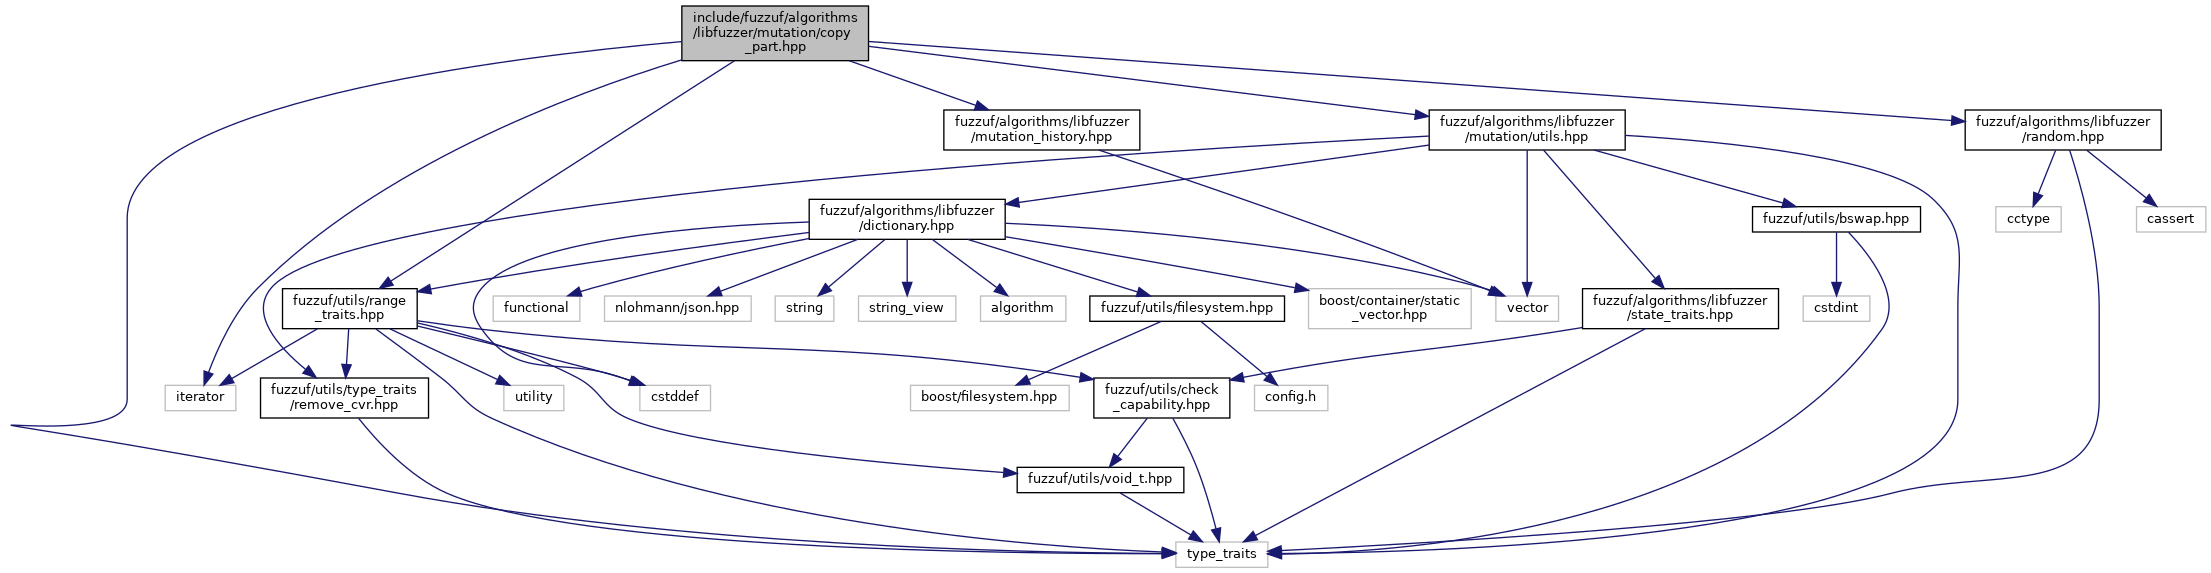 include/fuzzuf/algorithms
/libfuzzer/mutation/copy
_part.hpp
fuzzuf/algorithms/libfuzzer
/mutation_history.hpp
fuzzuf/algorithms/libfuzzer
/mutation/utils.hpp
fuzzuf/algorithms/libfuzzer
/random.hpp
fuzzuf/algorithms/libfuzzer
/dictionary.hpp
fuzzuf/utils/bswap.hpp
cctype
cassert
fuzzuf/utils/range
_traits.hpp
functional
nlohmann/json.hpp
string
string_view
algorithm
fuzzuf/utils/filesystem.hpp
boost/container/static
_vector.hpp
vector
fuzzuf/algorithms/libfuzzer
/state_traits.hpp
cstdint
iterator
fuzzuf/utils/type_traits
/remove_cvr.hpp
utility
cstddef
boost/filesystem.hpp
fuzzuf/utils/check
_capability.hpp
config.h
fuzzuf/utils/void_t.hpp
type_traits